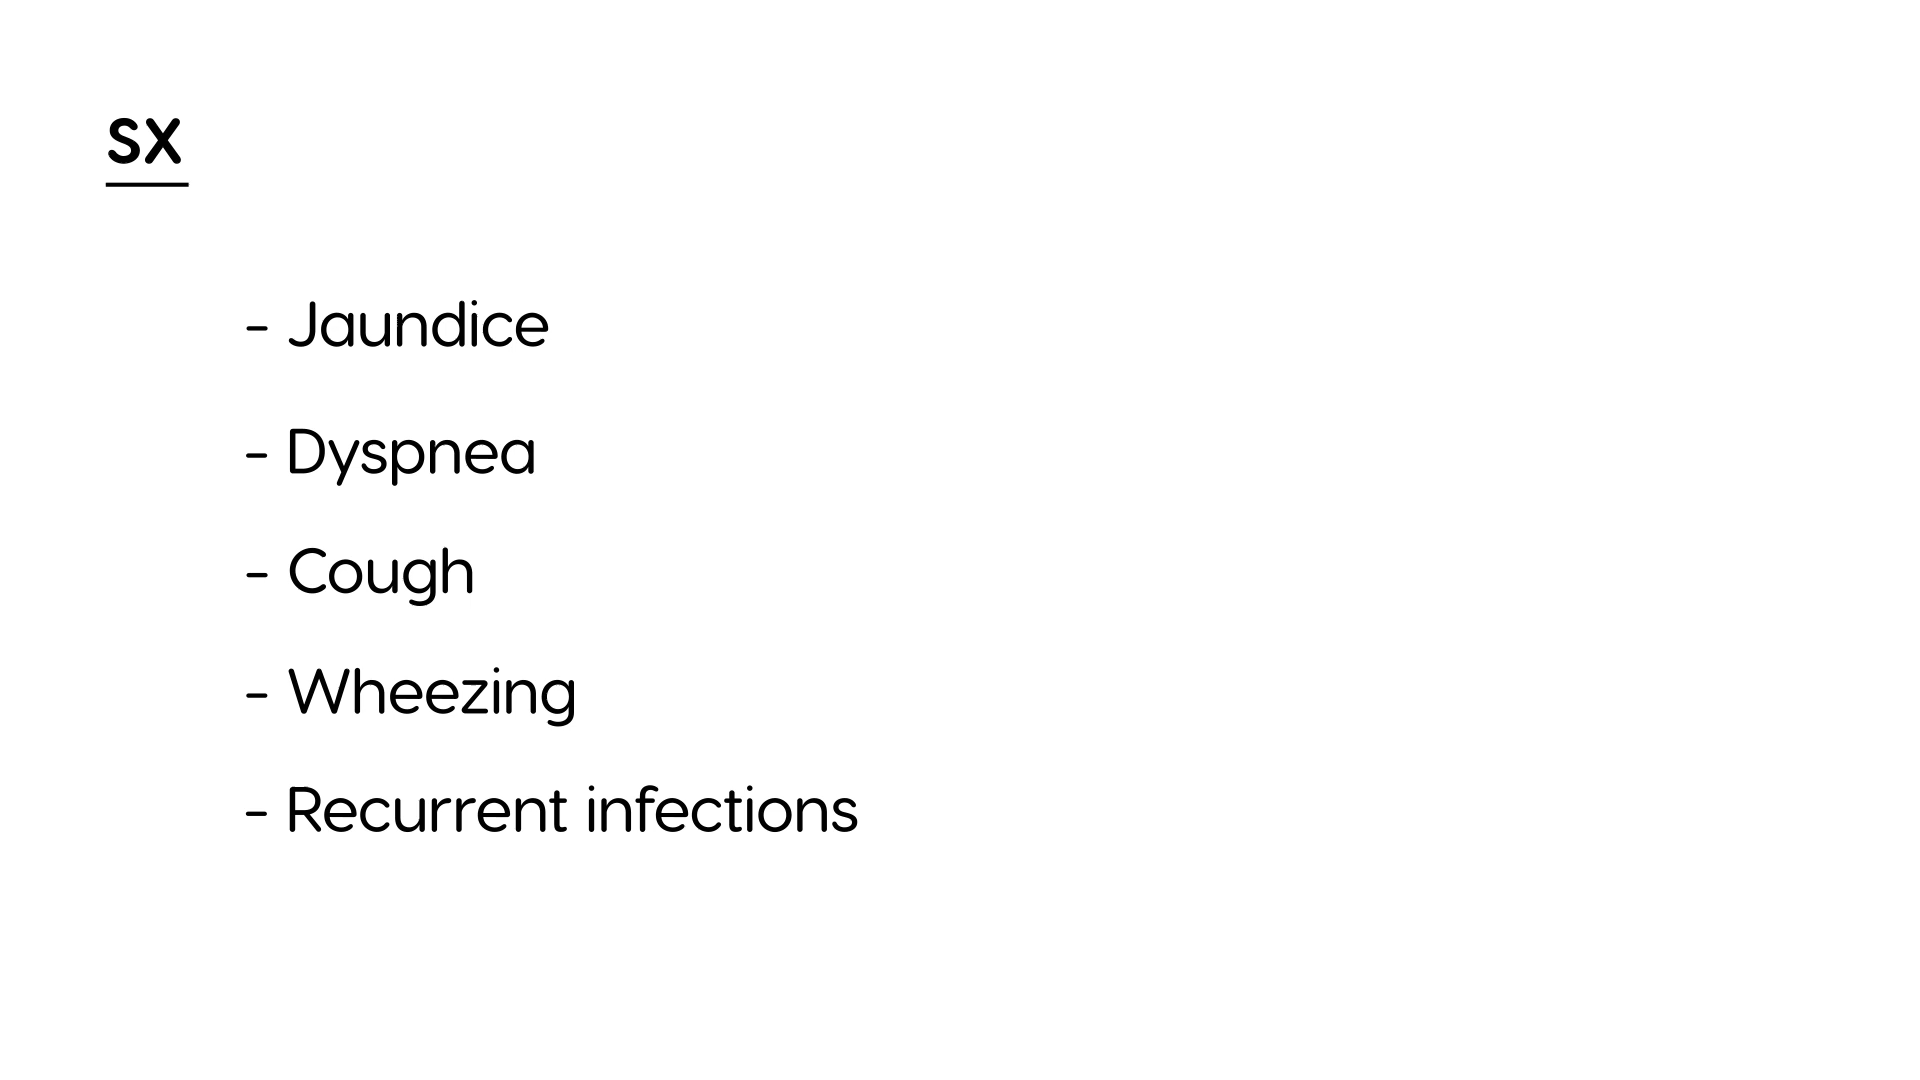 sx
- Jaundice
- Dyspnea
- Cough
- Wheezing
- Recurrent infections